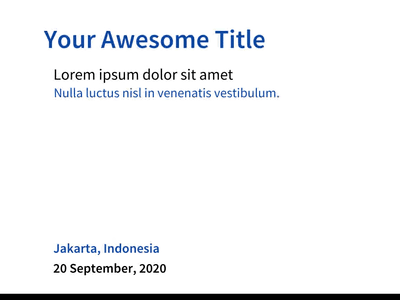 Your Awesome Title
Lorem ipsum dolor sit amet
Nulla luctus nisl in venenatis vestibulum.
Jakarta, Indonesia
20 September, 2020